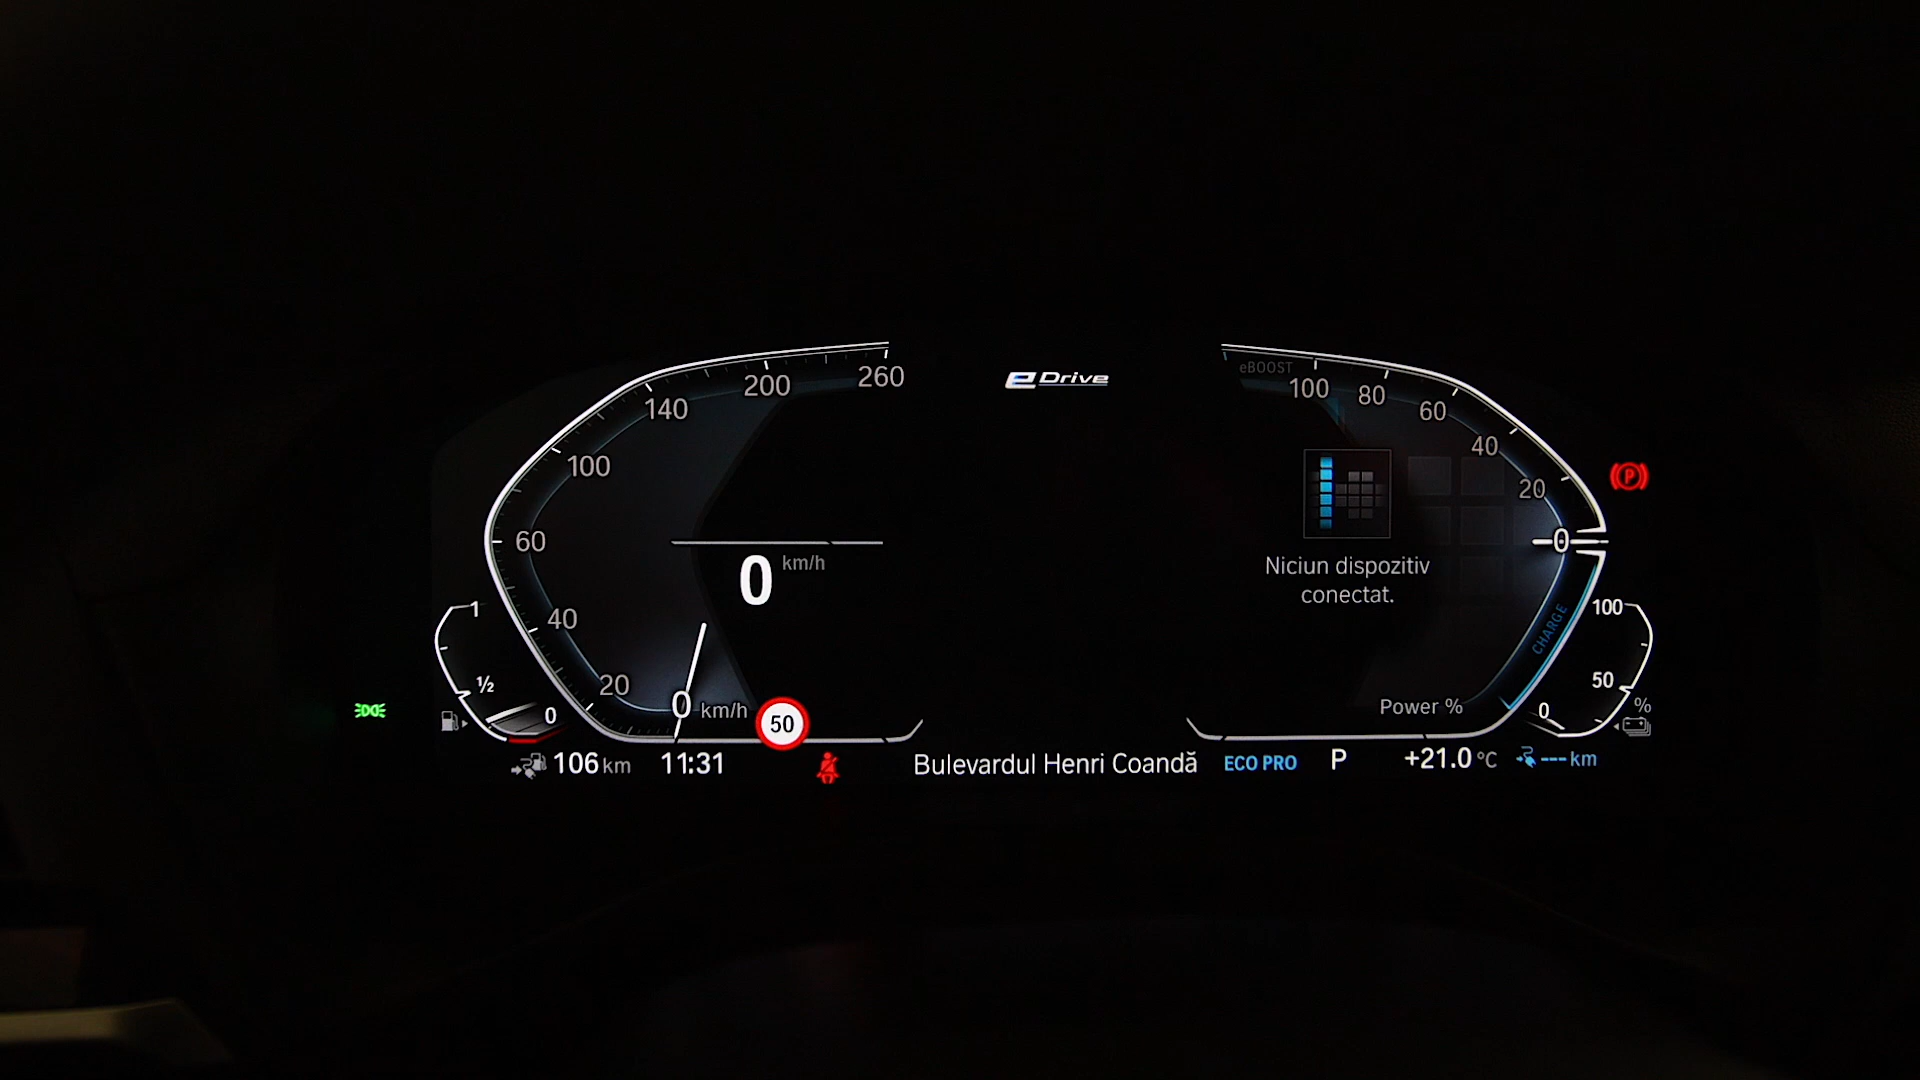 260
200
140
100
60
40
20
0 km/h
0 km/h
50
1
½
0
106 km
11:31
eDrive
eBOOST
100
80
60
40
20
0
CHARGE
Power %
Niciun dispozitiv
conectat.
100
50
0
%
P
Bulevardul Henri Coandă
ECO PRO
P
+21.0 °C
--- km